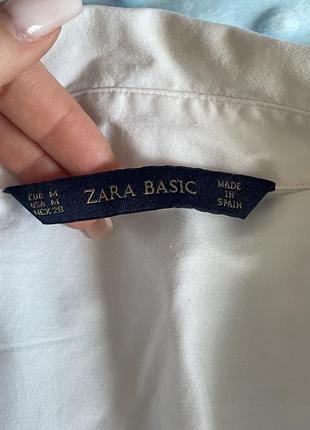 EUR M
USA M
MEX 28
ZARA BASIC
MADE
IN
SPAIN